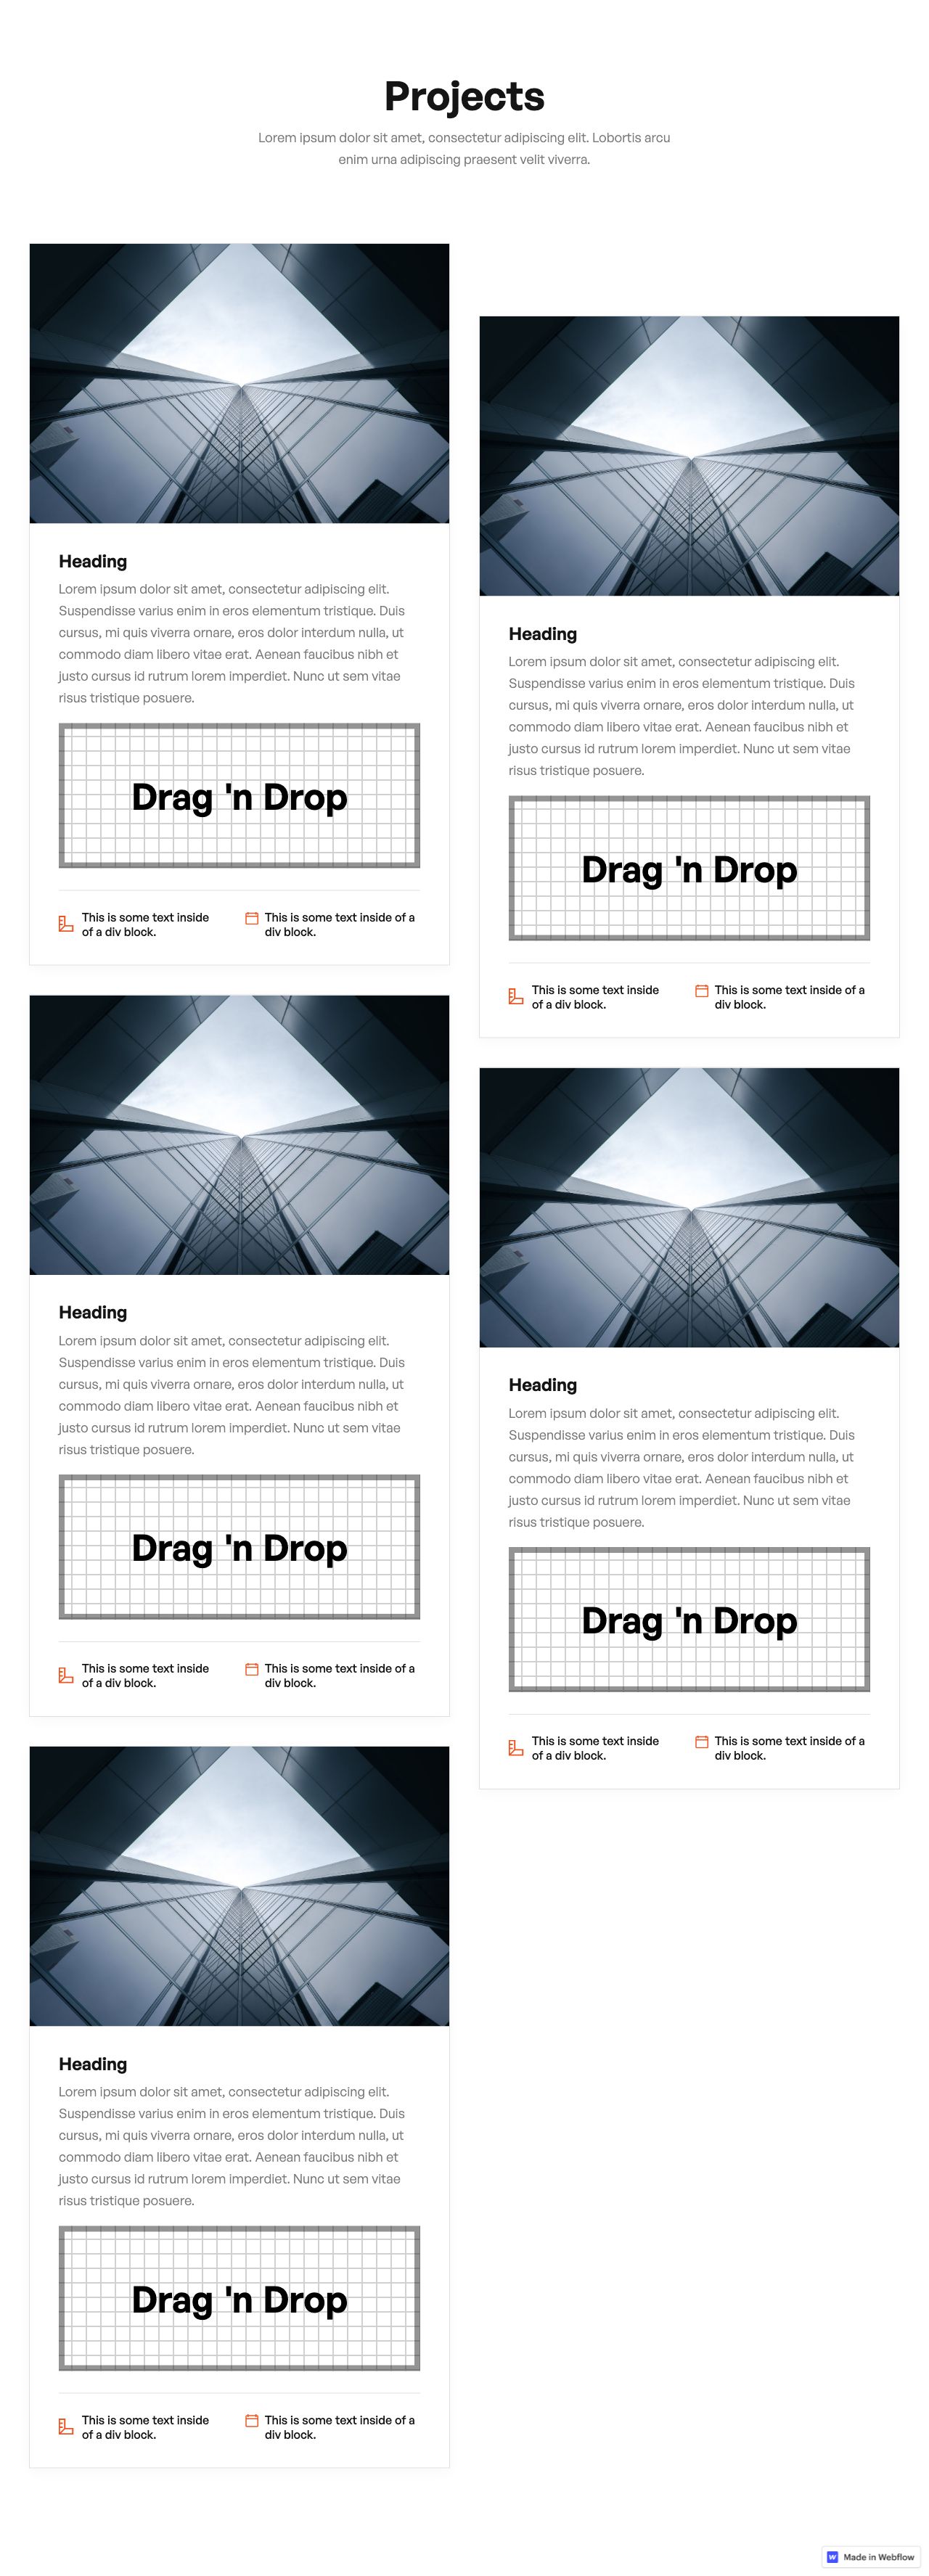 Projects
Lorem ipsum dolor sit amet, consectetur adipiscing elit. Lobortis arcu
enim urna adipiscing praesent velit viverra.
Heading
Lorem ipsum dolor sit amet, consectetur adipiscing elit.
Suspendisse varius enim in eros elementum tristique. Duis
cursus, mi quis viverra ornare, eros dolor interdum nulla, ut
commodo diam libero vitae erat. Aenean faucibus nibh et
justo cursus id rutrum lorem imperdiet. Nunc ut sem vitae
risus tristique posuere.
Drag 'n Drop
This is some text inside
of a div block.
This is some text inside of a
div block.
Heading
Lorem ipsum dolor sit amet, consectetur adipiscing elit.
Suspendisse varius enim in eros elementum tristique. Duis
cursus, mi quis viverra ornare, eros dolor interdum nulla, ut
commodo diam libero vitae erat. Aenean faucibus nibh et
justo cursus id rutrum lorem imperdiet. Nunc ut sem vitae
risus tristique posuere.
Drag 'n Drop
This is some text inside
of a div block.
This is some text inside of a
div block.
Heading
Lorem ipsum dolor sit amet, consectetur adipiscing elit.
Suspendisse varius enim in eros elementum tristique. Duis
cursus, mi quis viverra ornare, eros dolor interdum nulla, ut
commodo diam libero vitae erat. Aenean faucibus nibh et
justo cursus id rutrum lorem imperdiet. Nunc ut sem vitae
risus tristique posuere.
Drag 'n Drop
This is some text inside
of a div block.
This is some text inside of a
div block.
Heading
Lorem ipsum dolor sit amet, consectetur adipiscing elit.
Suspendisse varius enim in eros elementum tristique. Duis
cursus, mi quis viverra ornare, eros dolor interdum nulla, ut
commodo diam libero vitae erat. Aenean faucibus nibh et
justo cursus id rutrum lorem imperdiet. Nunc ut sem vitae
risus tristique posuere.
Drag 'n Drop
This is some text inside
of a div block.
This is some text inside of a
div block.
Heading
Lorem ipsum dolor sit amet, consectetur adipiscing elit.
Suspendisse varius enim in eros elementum tristique. Duis
cursus, mi quis viverra ornare, eros dolor interdum nulla, ut
commodo diam libero vitae erat. Aenean faucibus nibh et
justo cursus id rutrum lorem imperdiet. Nunc ut sem vitae
risus tristique posuere.
Drag 'n Drop
This is some text inside
of a div block.
This is some text inside of a
div block.
Made in Webflow